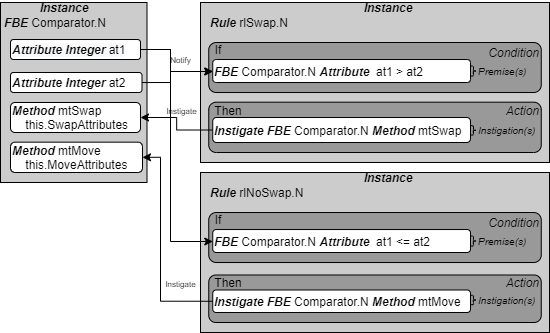 Instance
FBE Comparator.N
Attribute Integer at1
Attribute Integer at2
Method mtSwap
this.SwapAttributes
Method mtMove
this.MoveAttributes
Notify
Instigate
Instigate
Instance
Rule rlSwap.N
If
Condition
FBE Comparator.N Attribute at1 > at2
} Premise(s)
Then
Action
Instigate FBE Comparator.N Method mtSwap
} Instigation(s)
Instance
Rule rlNoSwap.N
If
Condition
FBE Comparator.N Attribute at1 <= at2
} Premise(s)
Then
Action
Instigate FBE Comparator.N Method mtMove
} Instigation(s)